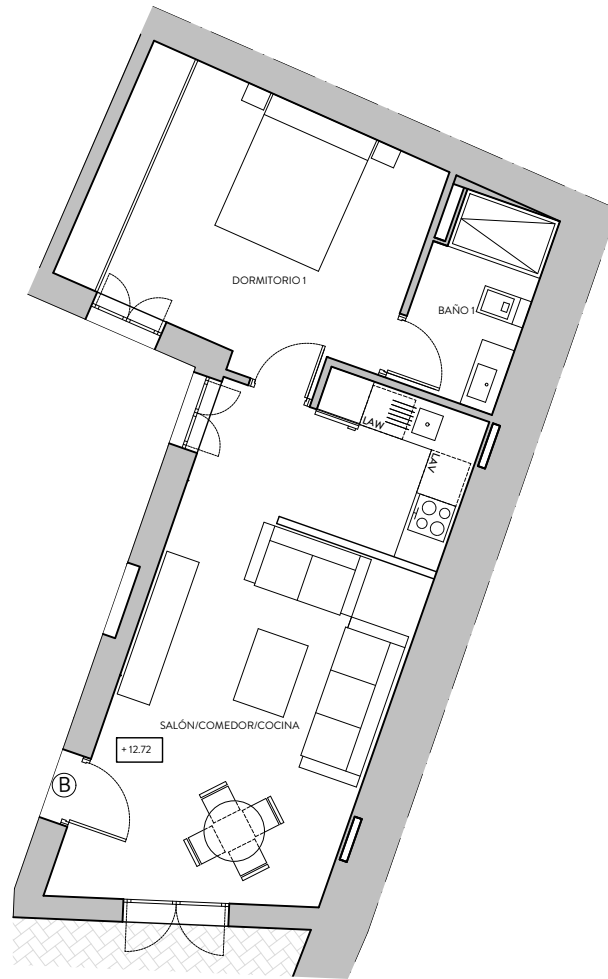 DORMITORIO 1
BAÑO 1
LAW
LAV
SALÓN/COMEDOR/COCINA
+ 12.72
B